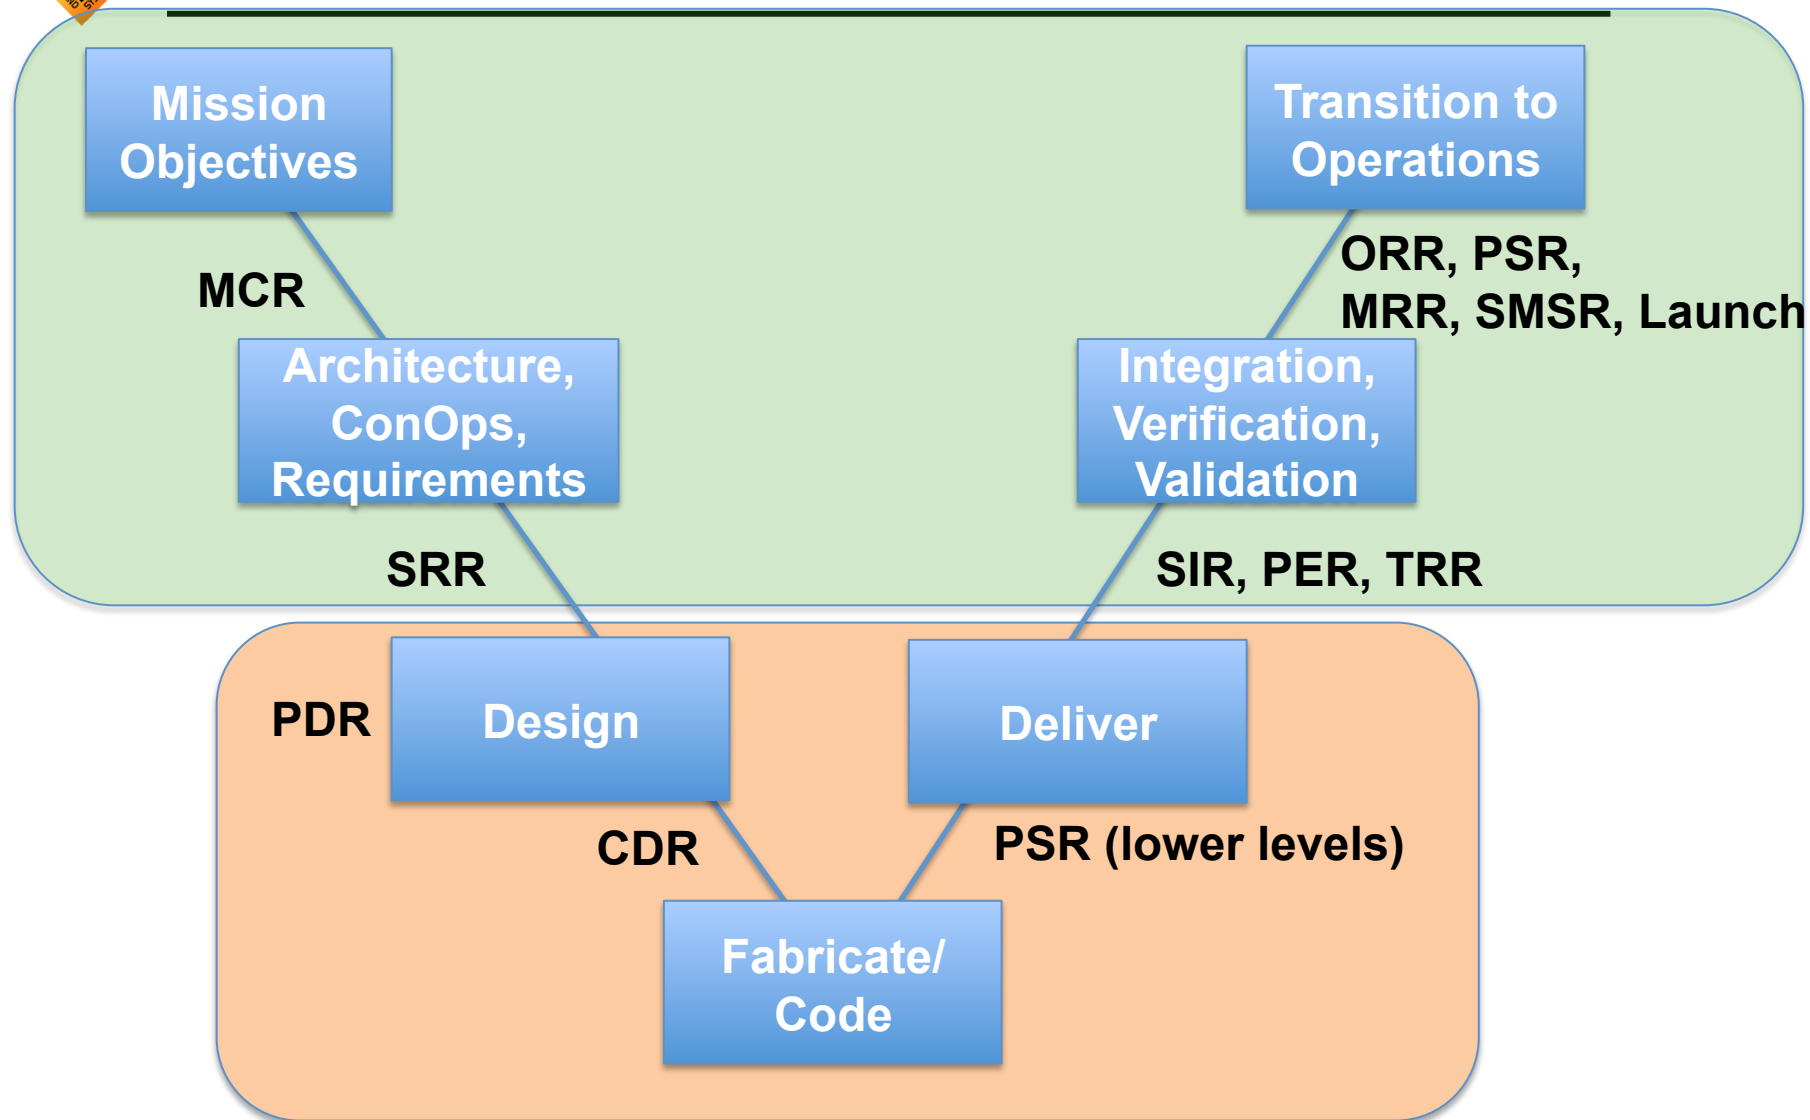 Mission
Objectives
Transition to
Operations
MCR
ORR, PSR,
MRR, SMSR, Launch
Architecture,
ConOps,
Requirements
Integration,
Verification,
Validation
SRR
SIR, PER, TRR
PDR
Design
Deliver
CDR
PSR (lower levels)
Fabricate/
Code